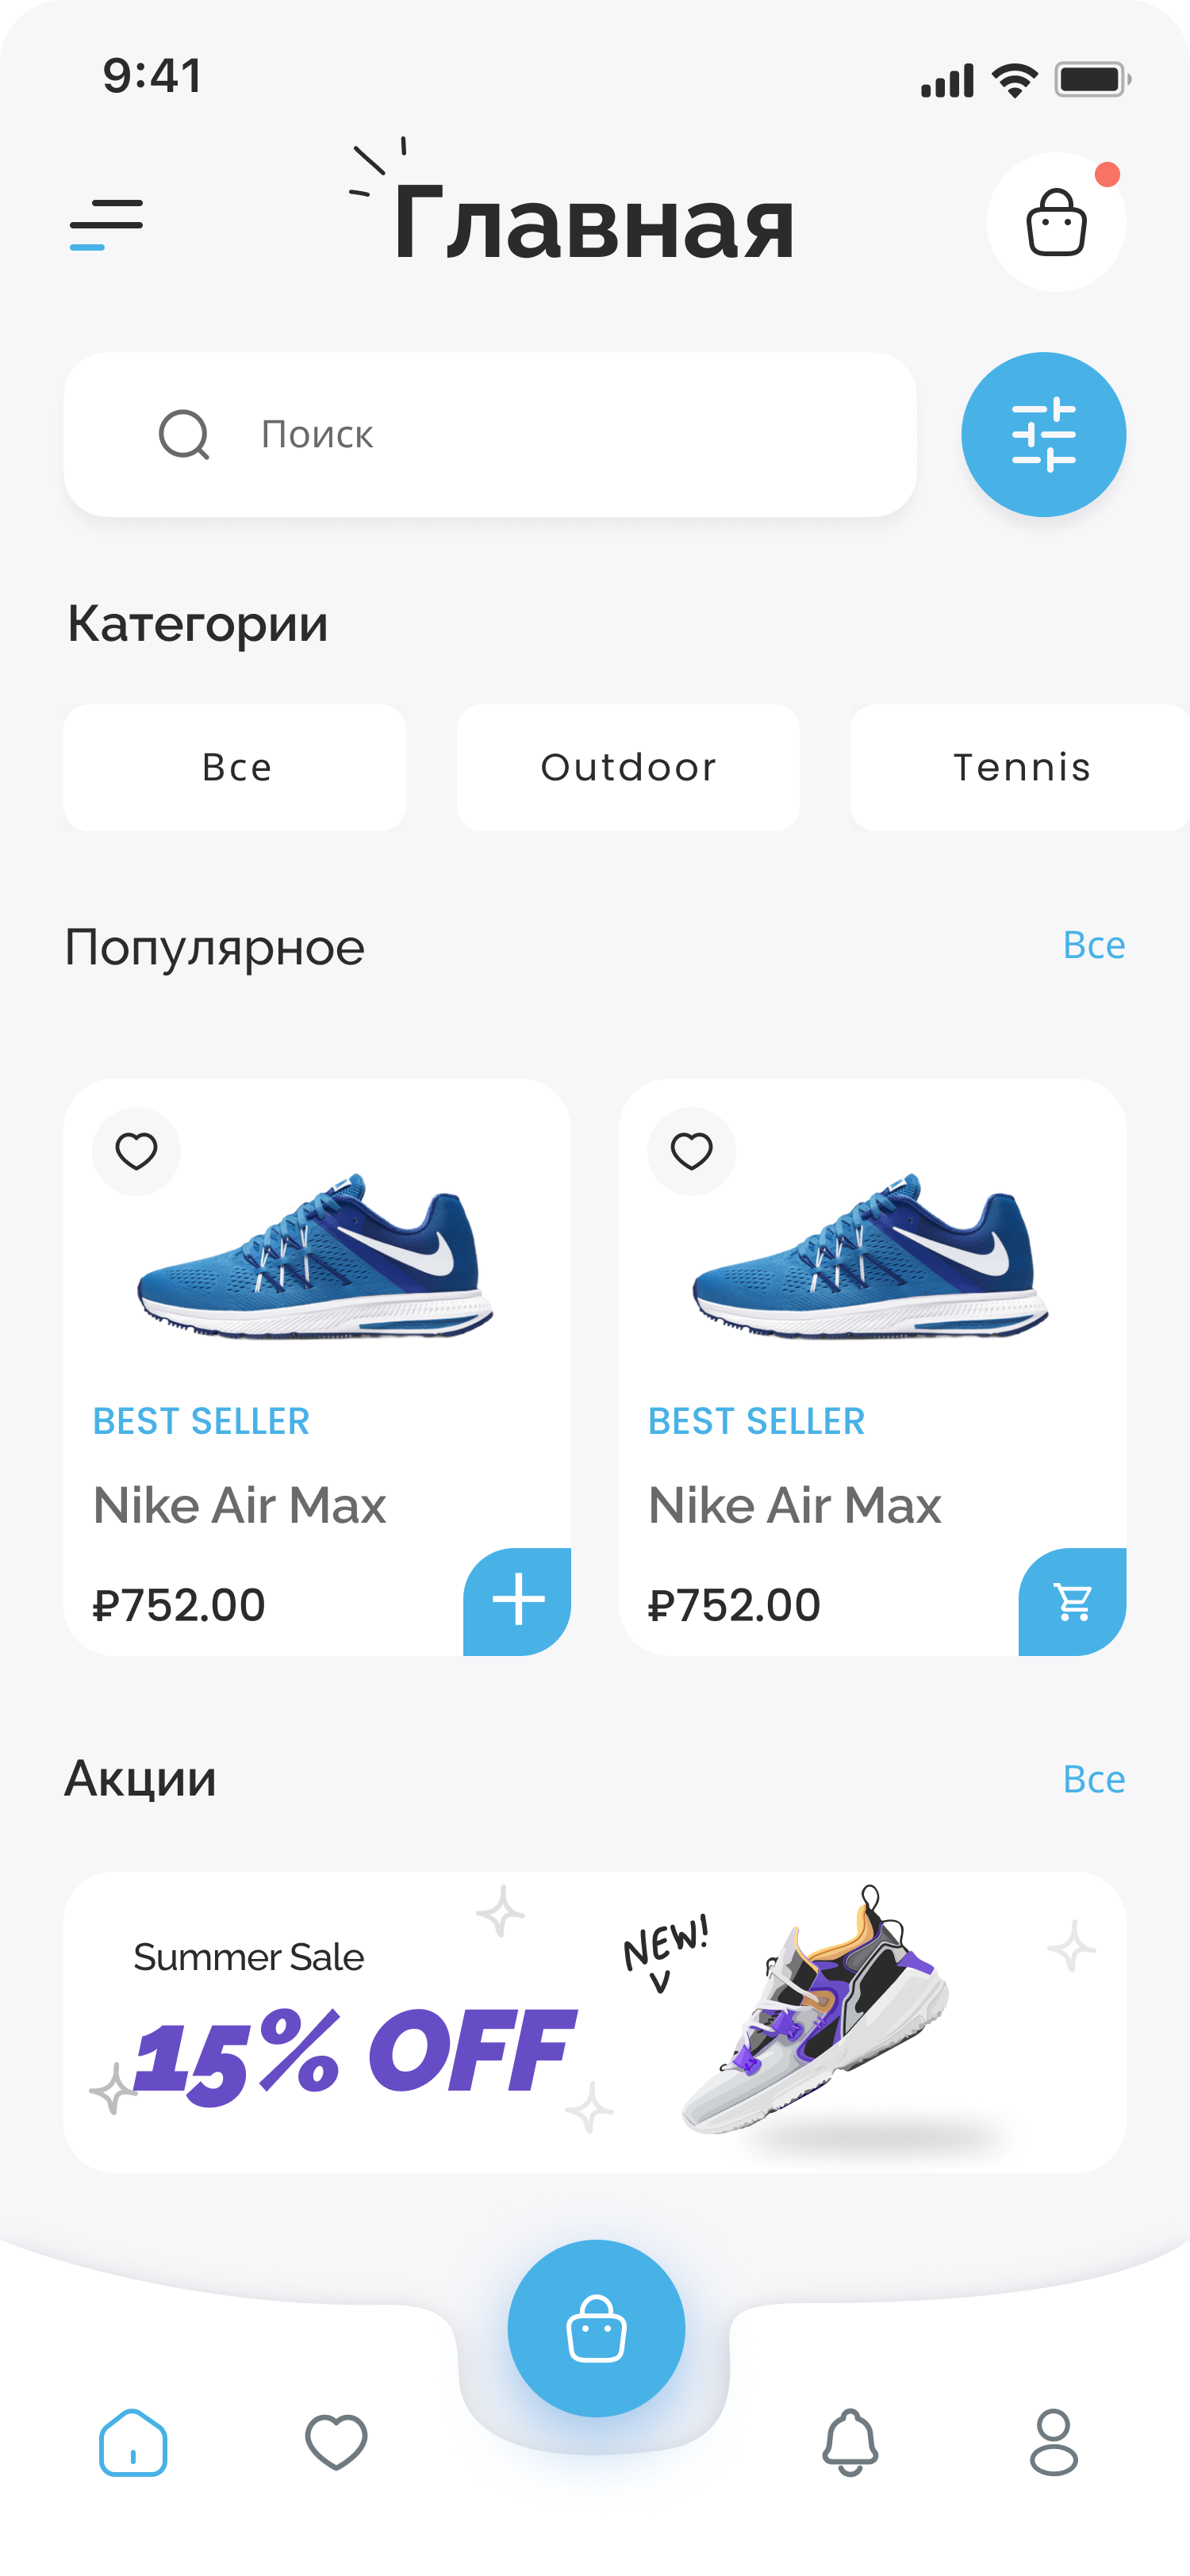 9:41
Главная
Поиск
Категории
Все
Outdoor
Tennis
Популярное
Все
BEST SELLER
Nike Air Max
₽752.00
BEST SELLER
Nike Air Max
₽752.00
Акции
Все
Summer Sale
15% OFF
NEW!